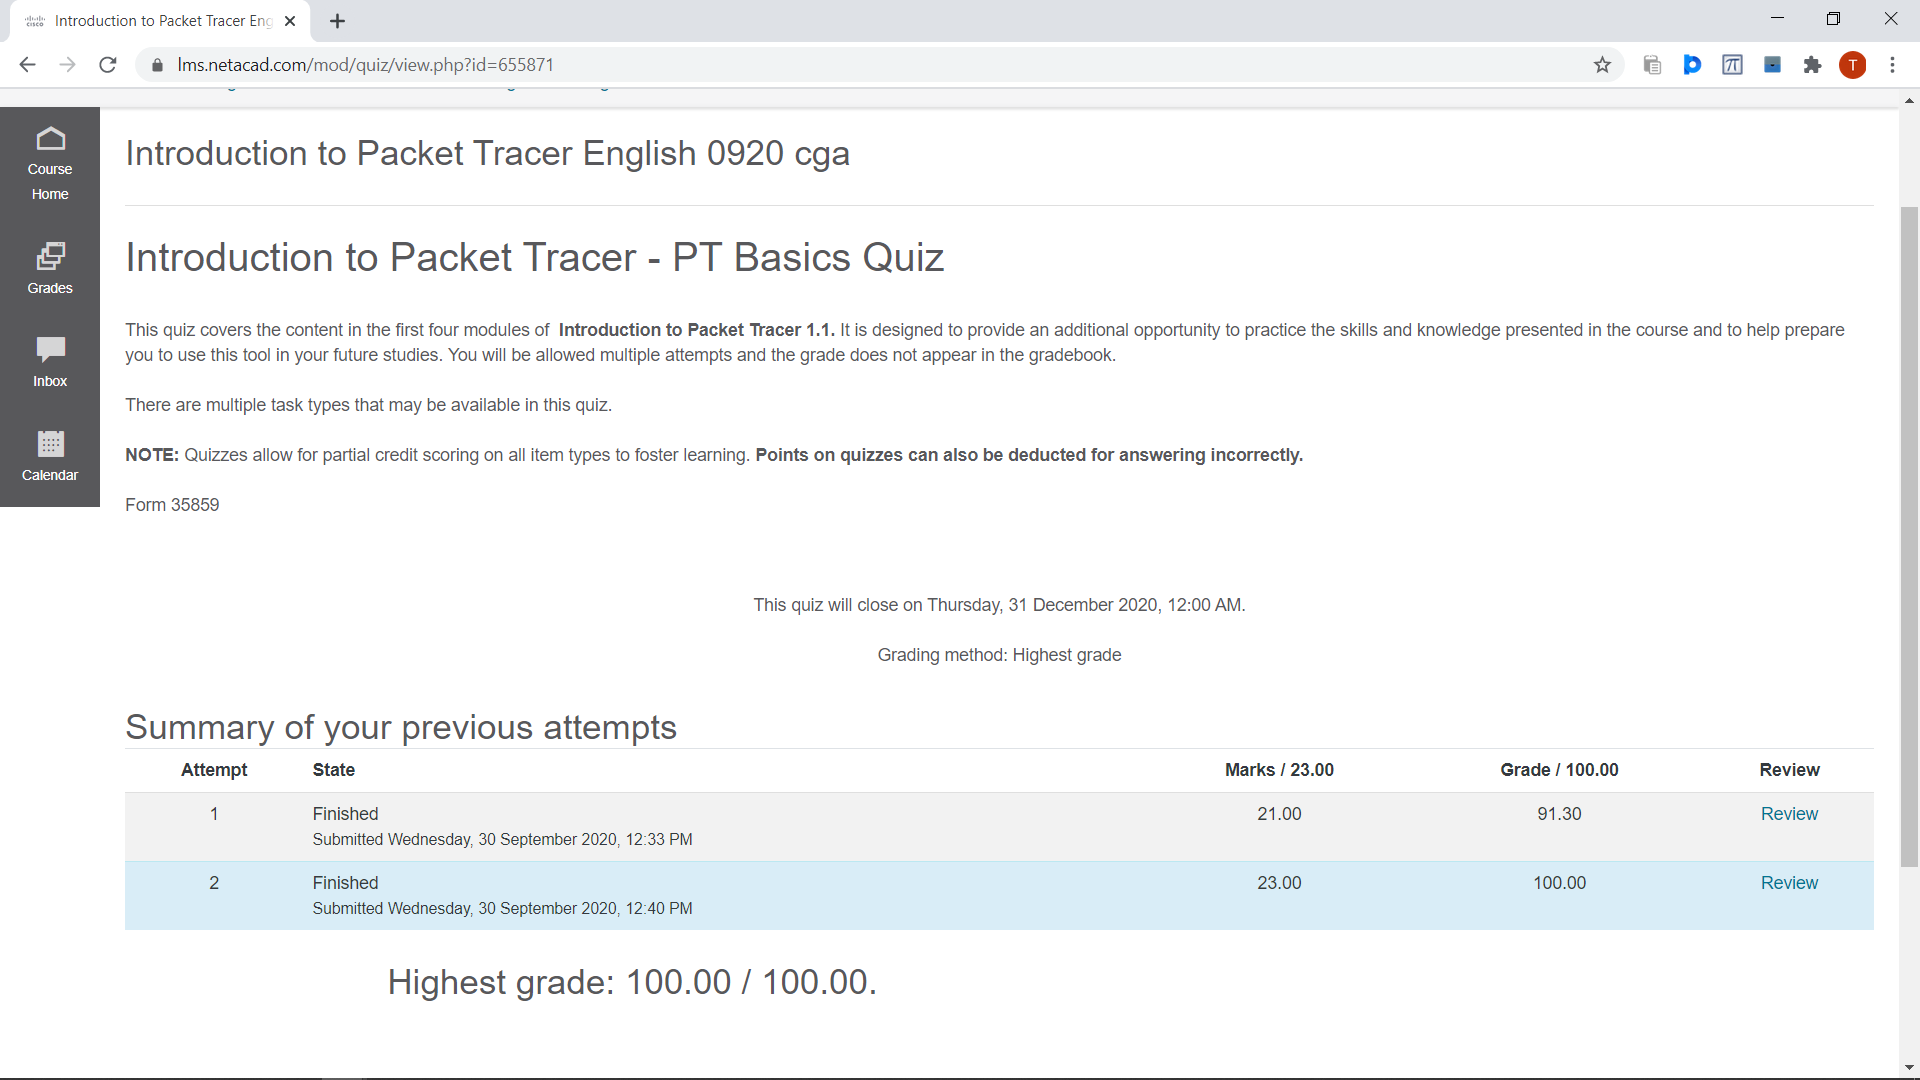 Introduction to Packet Tracer Eng
lms.netacad.com/mod/quiz/view.php?id=655871
T
Course
Home
Grades
Inbox
Calendar
Introduction to Packet Tracer English 0920 cga
Introduction to Packet Tracer - PT Basics Quiz
This quiz covers the content in the first four modules of Introduction to Packet Tracer 1.1. It is designed to provide an additional opportunity to practice the skills and knowledge presented in the course and to help prepare
you to use this tool in your future studies. You will be allowed multiple attempts and the grade does not appear in the gradebook.
There are multiple task types that may be available in this quiz.
NOTE: Quizzes allow for partial credit scoring on all item types to foster learning. Points on quizzes can also be deducted for answering incorrectly.
Form 35859
This quiz will close on Thursday, 31 December 2020, 12:00 AM.
Grading method: Highest grade
Summary of your previous attempts
Attempt State Marks / 23.00 Grade / 100.00 Review
1 Finished 21.00 91.30 Review
Submitted Wednesday, 30 September 2020, 12:33 PM
2 Finished 23.00 100.00 Review
Submitted Wednesday, 30 September 2020, 12:40 PM
Highest grade: 100.00 / 100.00.